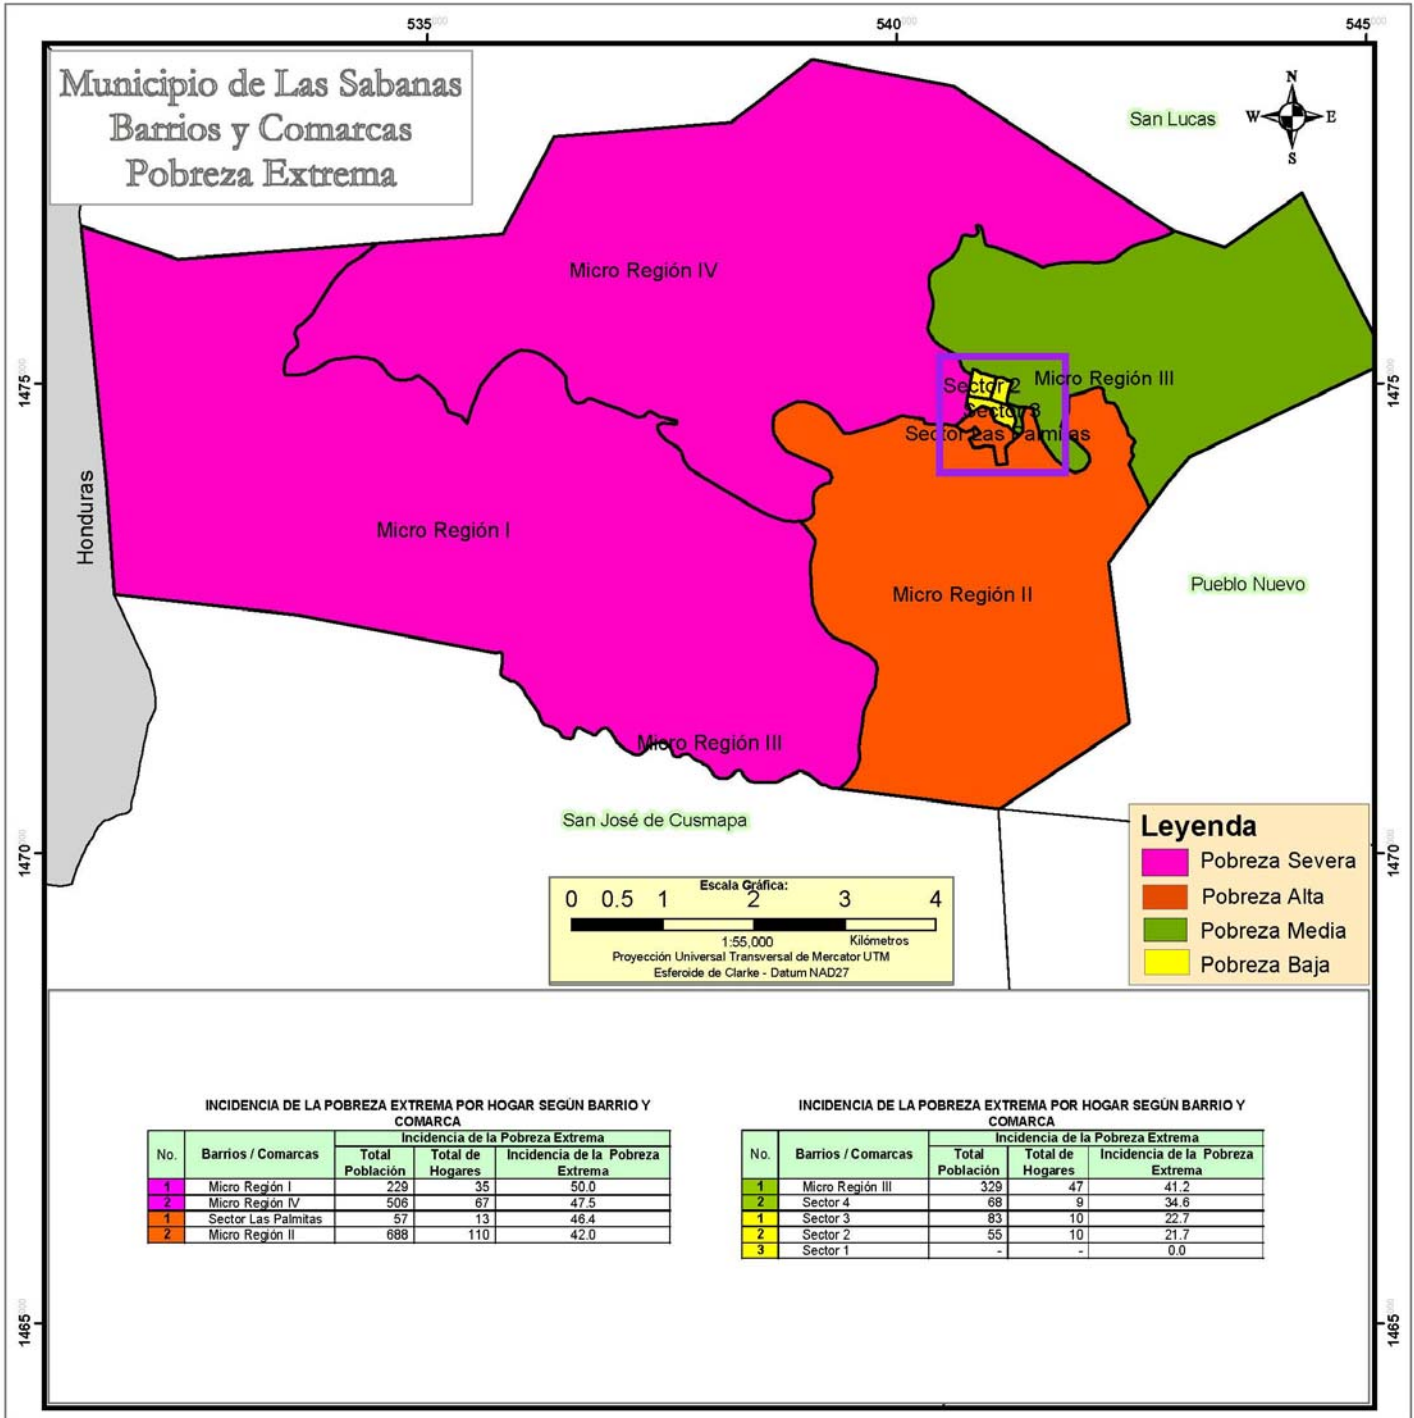 535000
540000
545000
Municipio de Las Sabanas
Barrios y Comarcas
Pobreza Extrema
San Lucas
N
W E
S
Micro Región IV
1475000
1475000
Sector 2
Micro Región III
Sector 3
Sector Las Palmitas
Honduras
Micro Región I
Micro Región II
Pueblo Nuevo
Micro Región III
San José de Cusmapa
1470000
1470000
Leyenda
Pobreza Severa
Pobreza Alta
Pobreza Media
Pobreza Baja
Escala Gráfica:
0 0.5 1 2 3 4
1:55,000 Kilómetros
Proyección Universal Transversal de Mercator UTM
Esferoide de Clarke - Datum NAD27
INCIDENCIA DE LA POBREZA EXTREMA POR HOGAR SEGÚN BARRIO Y
COMARCA
Incidencia de la Pobreza Extrema
No. Barrios / Comarcas Total Población Total de Hogares Incidencia de la Pobreza Extrema
1 Micro Región I 229 35 50.0
2 Micro Región IV 506 67 47.5
1 Sector Las Palmitas 57 13 46.4
2 Micro Región II 688 110 42.0
INCIDENCIA DE LA POBREZA EXTREMA POR HOGAR SEGÚN BARRIO Y
COMARCA
Incidencia de la Pobreza Extrema
No. Barrios / Comarcas Total Población Total de Hogares Incidencia de la Pobreza Extrema
1 Micro Región III 329 47 41.2
2 Sector 4 68 9 34.6
1 Sector 3 83 10 22.7
2 Sector 2 55 10 21.7
3 Sector 1 - - 0.0
1465000
1465000